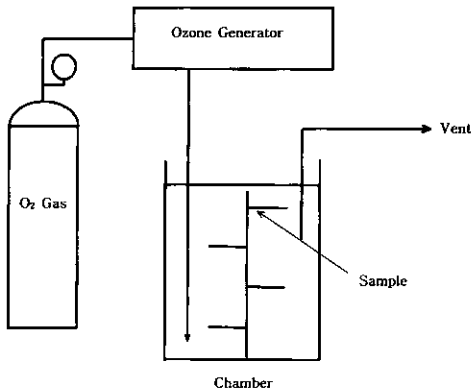 Ozone Generator
Vent
O₂ Gas
Sample
Chamber